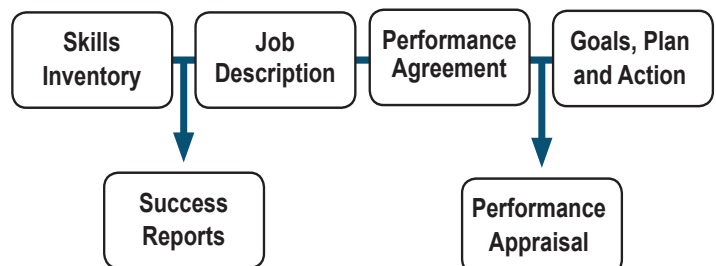 Skills
Inventory
Job
Description
Performance
Agreement
Goals, Plan
and Action
Success
Reports
Performance
Appraisal